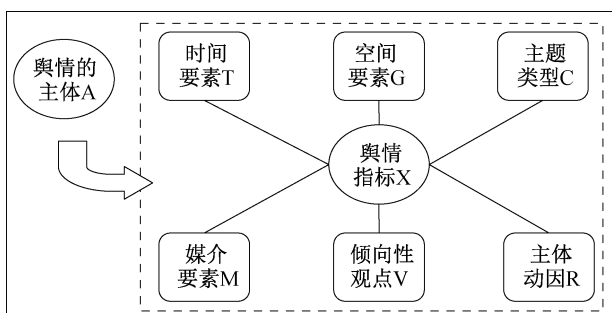 舆情的
主体A
时间
要素T
空间
要素G
主题
类型C
舆情
指标X
媒介
要素M
倾向性
观点V
主体
动因R